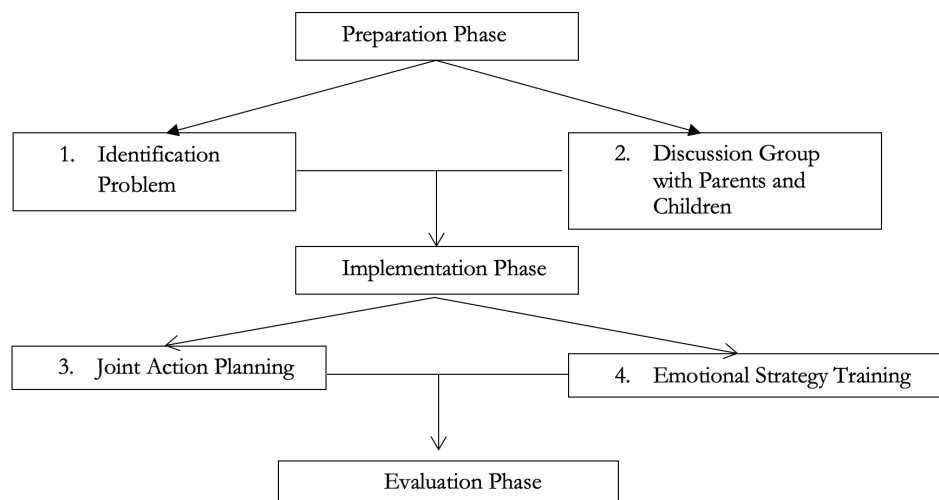 Preparation Phase
1. Identification
Problem
2. Discussion Group
with Parents and
Children
Implementation Phase
3. Joint Action Planning
4. Emotional Strategy Training
Evaluation Phase